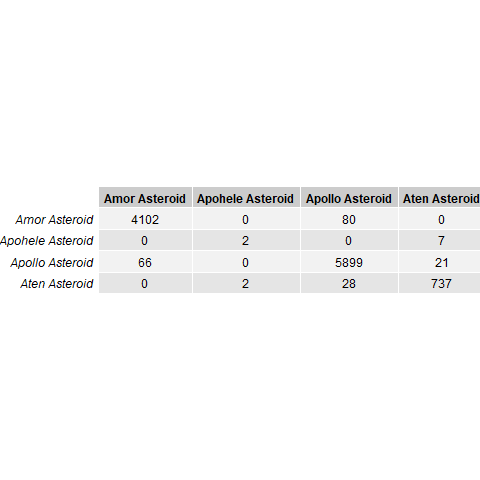 Amor Asteroid Apohele Asteroid Apollo Asteroid Aten Asteroid
Amor Asteroid 4102 0 80 0
Apohele Asteroid 0 2 0 7
Apollo Asteroid 66 0 5899 21
Aten Asteroid 0 2 28 737